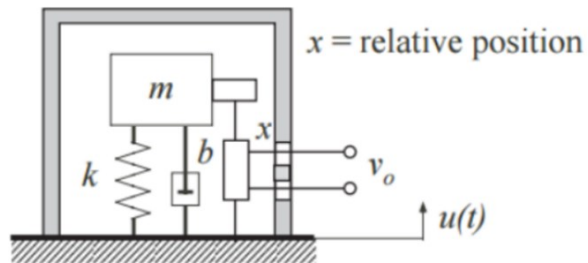 x = relative position
m
x
b
k
v_o
u(t)